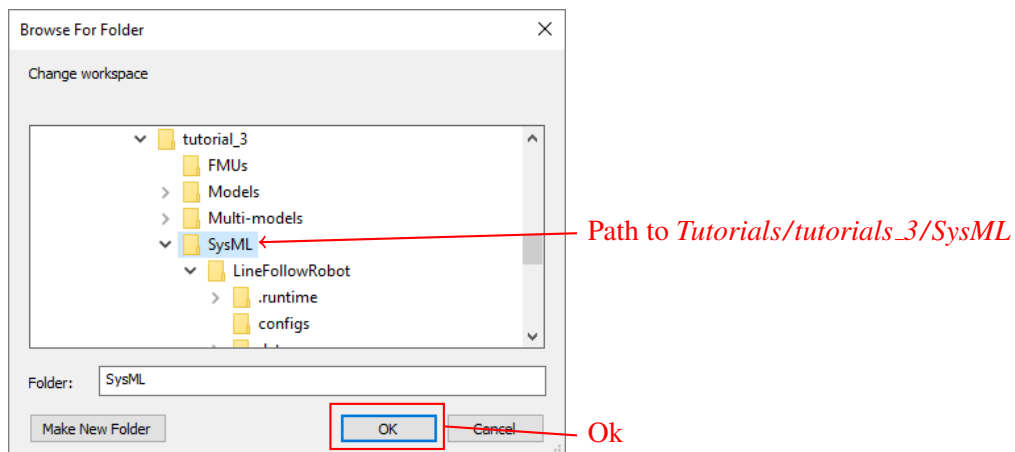 Browse For Folder
Change workspace
tutorial_3
FMUs
Models
Multi-models
SysML
Path to Tutorials/tutorials_3/SysML
LineFollowRobot
.runtime
configs
Folder: SysML
Make New Folder OK Cancel
Ok